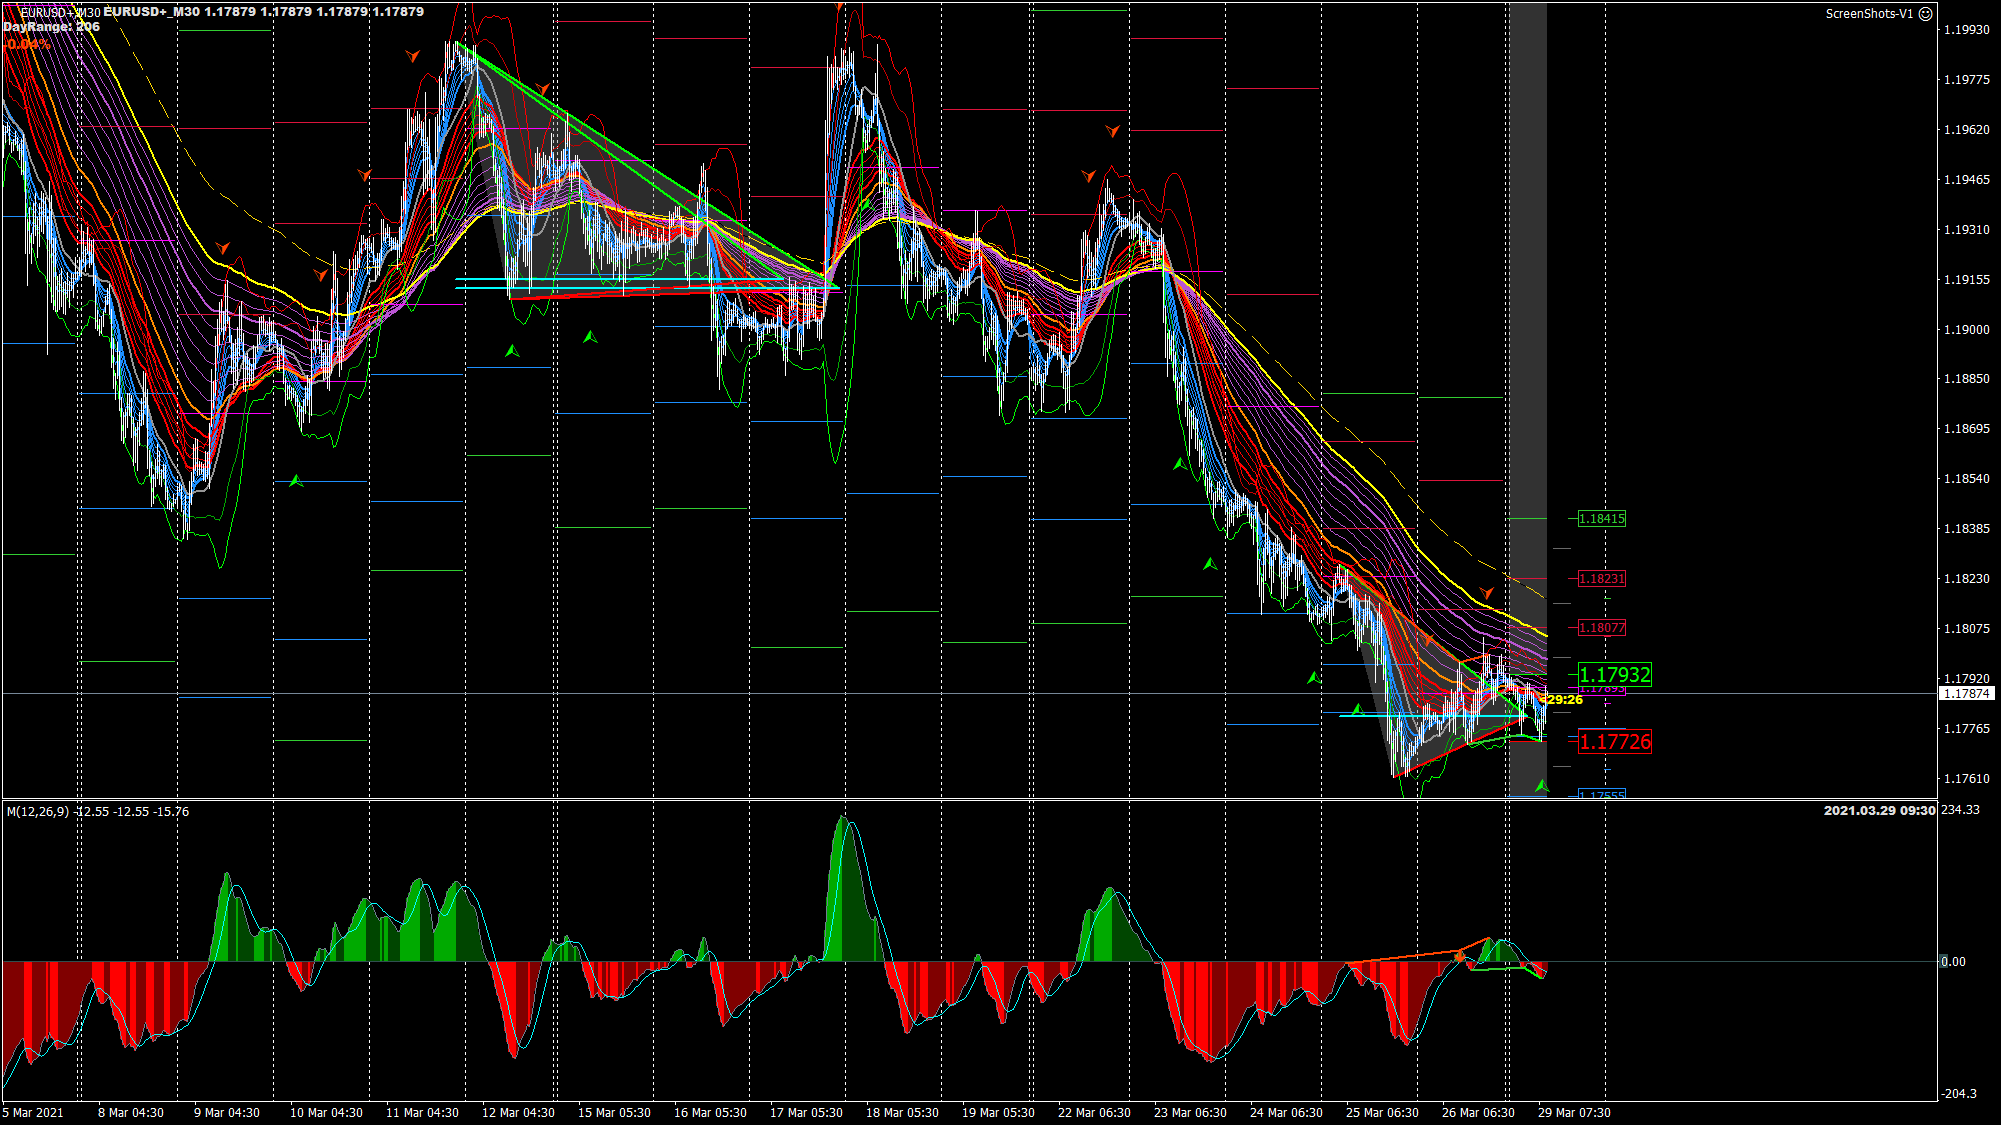 EURUSD+,M30 EURUSD+_M30 1.17879 1.17879 1.17879 1.17879
DayRange: 206
-0.04%
ScreenShots-V1
1.19930
1.19775
1.19620
1.19465
1.19310
1.19155
1.19000
1.18850
1.18695
1.18540
1.18385
1.18230
1.18075
1.17920
1.17874
1.17765
1.17610
1.18415
1.18231
1.18077
1.17932
29:26
1.17726
1.17555
M(12,26,9) -12.55 -12.55 -15.76
2021.03.29 09:30
234.33
0.00
-204.3
5 Mar 2021
8 Mar 04:30
9 Mar 04:30
10 Mar 04:30
11 Mar 04:30
12 Mar 04:30
15 Mar 05:30
16 Mar 05:30
17 Mar 05:30
18 Mar 05:30
19 Mar 05:30
22 Mar 06:30
23 Mar 06:30
24 Mar 06:30
25 Mar 06:30
26 Mar 06:30
29 Mar 07:30